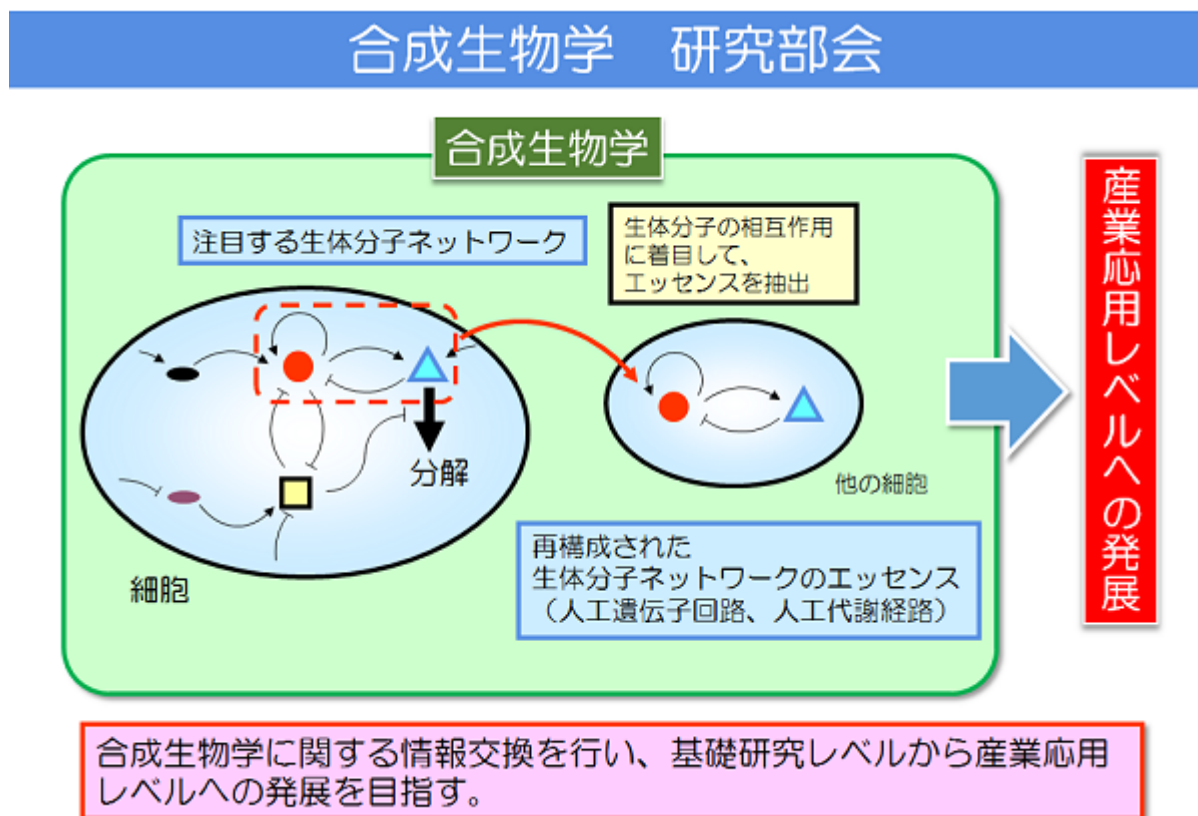 合成生物学　研究部会
合成生物学
注目する生体分子ネットワーク
生体分子の相互作用
に着目して、
エッセンスを抽出
分解
細胞
他の細胞
再構成された
生体分子ネットワークのエッセンス
（人工遺伝子回路、人工代謝経路）
産業応用レベルへの発展
合成生物学に関する情報交換を行い、基礎研究レベルから産業応用
レベルへの発展を目指す。